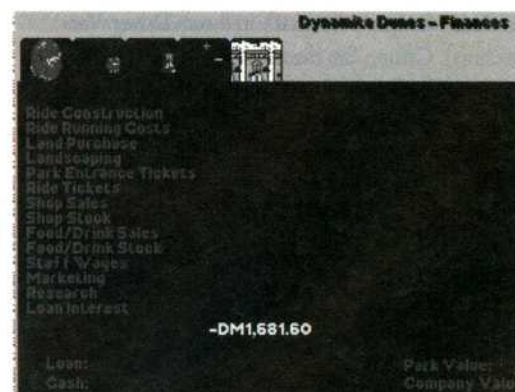 Dynamite Dunes - Finances
Ride Construction
Ride Running Costs
Land Purchase
Landscaping
Park Entrance Tickets
Ride Tickets
Shop Sales
Shop Stock
Food/Drink Sales
Food/Drink Stock
Staff Wages
Marketing
Research
Loan Interest
-DM1,681.60
Loan: Park Value:
Cash: Company Value